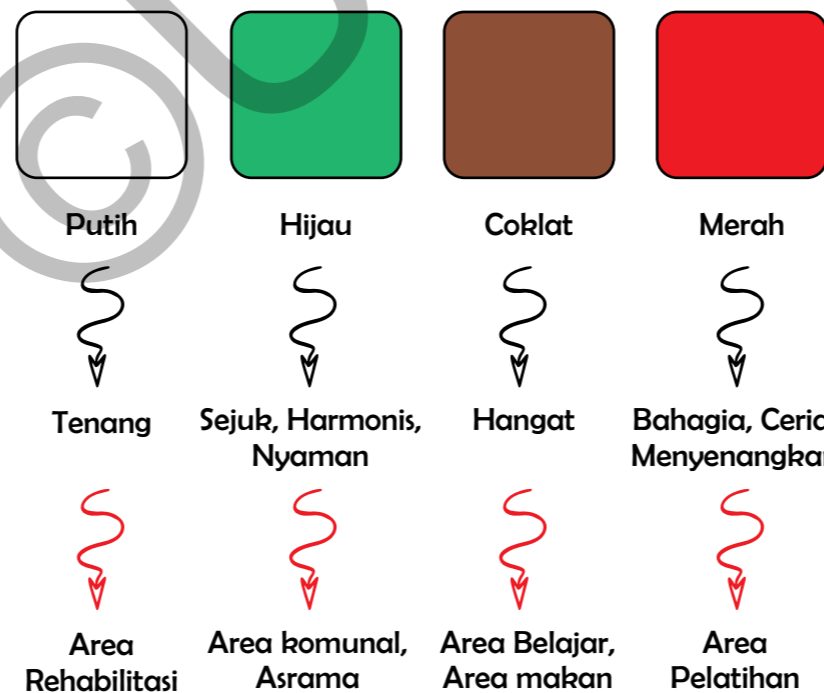 Putih
Hijau
Coklat
Merah
Tenang
Sejuk, Harmonis,
Nyaman
Hangat
Bahagia, Ceria
Menyenangkan
Area
Rehabilitasi
Area komunal,
Asrama
Area Belajar,
Area makan
Area
Pelatihan